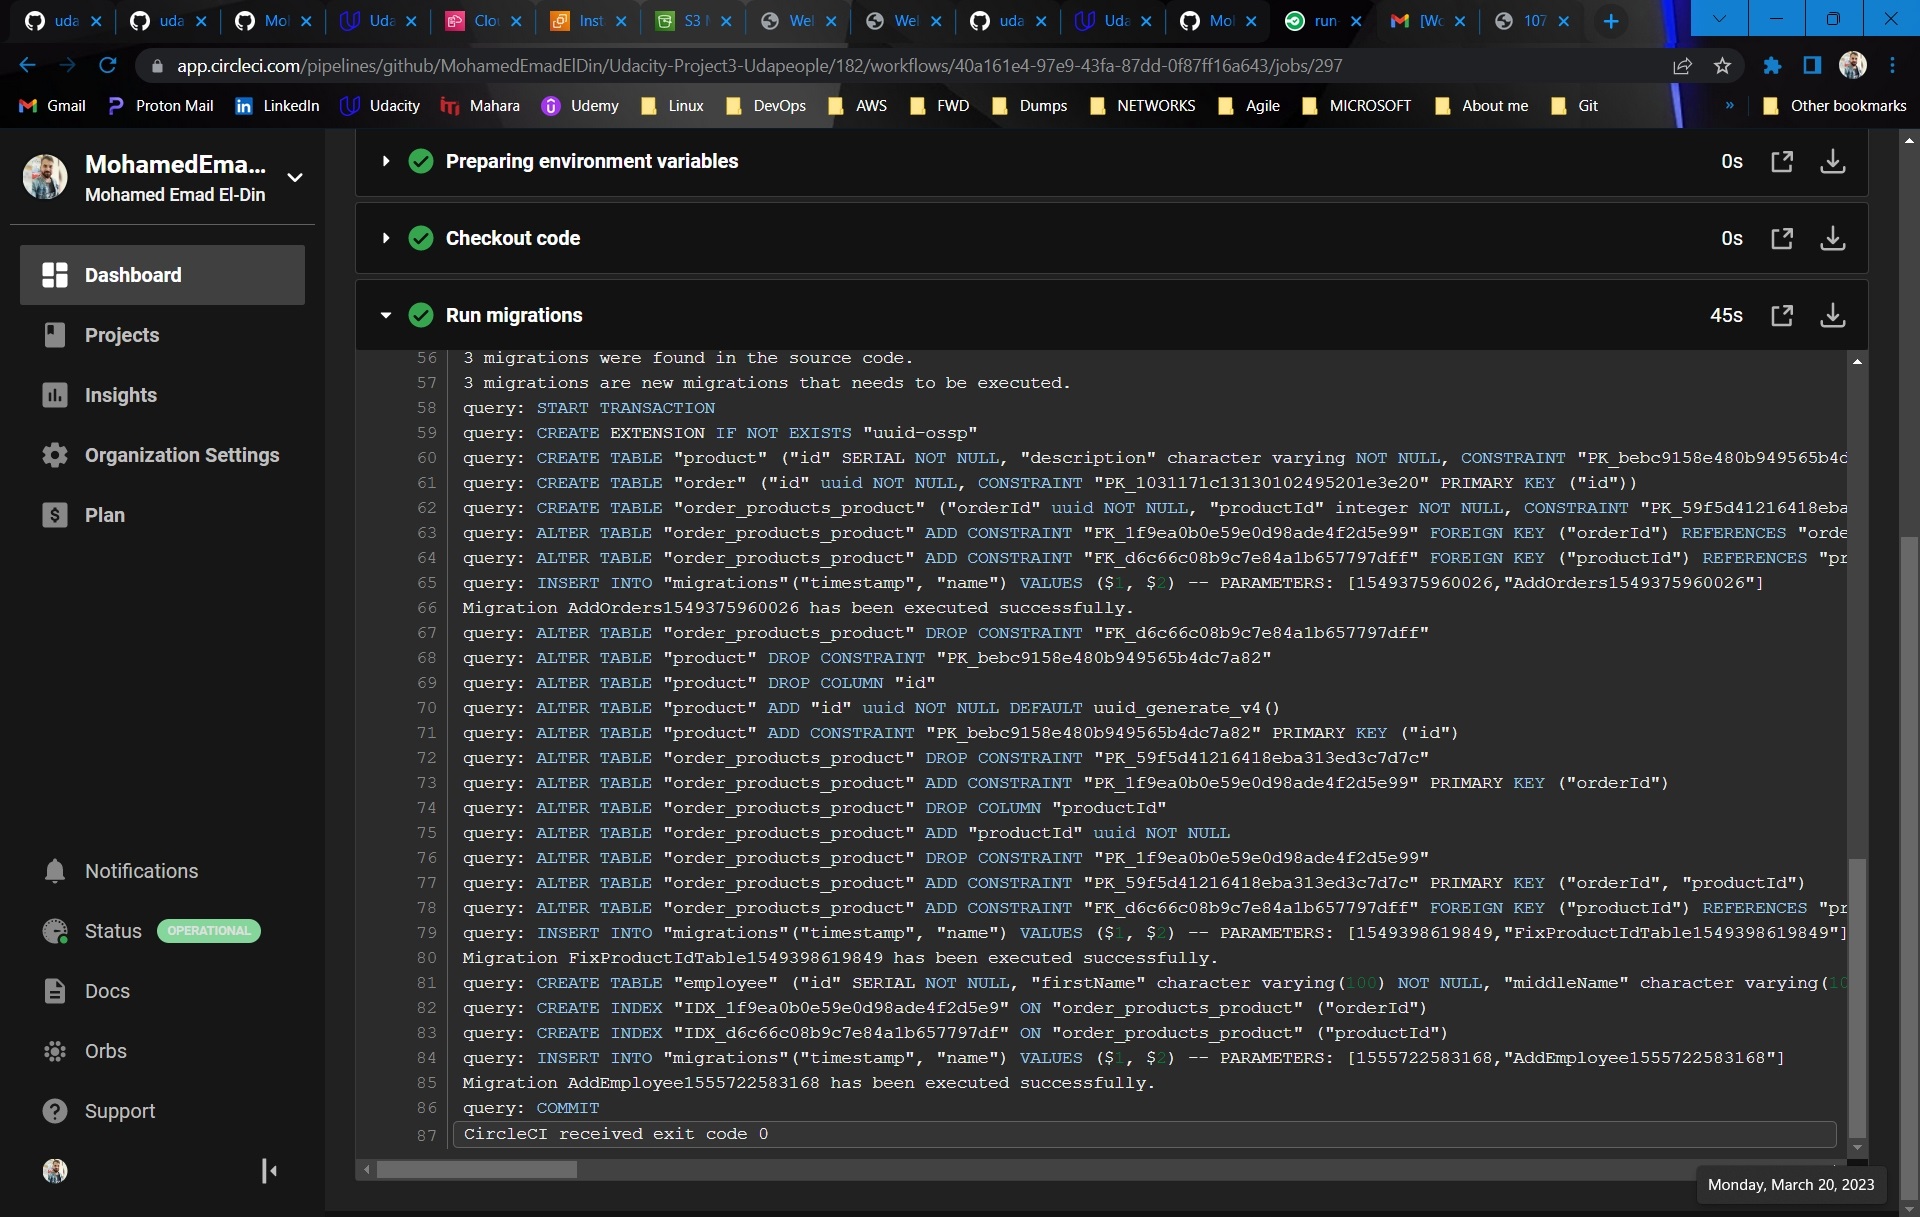 uda
uda
Mol
Uda
Clou
Inst
S3 M
Wel
Wel
uda
Uda
Mol
run
[Wo
107
app.circleci.com/pipelines/github/MohamedEmadElDin/Udacity-Project3-Udapeople/182/workflows/40a161e4-97e9-43fa-87dd-0f87ff16a643/jobs/297
Gmail
Proton Mail
LinkedIn
Udacity
Mahara
Udemy
Linux
DevOps
AWS
FWD
Dumps
NETWORKS
Agile
MICROSOFT
About me
Git
»
Other bookmarks
MohamedEma...
Mohamed Emad El-Din
Dashboard
Projects
Insights
Organization Settings
Plan
Notifications
Status OPERATIONAL
Docs
Orbs
Support
Preparing environment variables 0s
Checkout code 0s
Run migrations 45s
56 3 migrations were found in the source code.
57 3 migrations are new migrations that needs to be executed.
58 query: START TRANSACTION
59 query: CREATE EXTENSION IF NOT EXISTS "uuid-ossp"
60 query: CREATE TABLE "product" ("id" SERIAL NOT NULL, "description" character varying NOT NULL, CONSTRAINT "PK_bebc9158e480b949565b4d
61 query: CREATE TABLE "order" ("id" uuid NOT NULL, CONSTRAINT "PK_1031171c13130102495201e3e20" PRIMARY KEY ("id"))
62 query: CREATE TABLE "order_products_product" ("orderId" uuid NOT NULL, "productId" integer NOT NULL, CONSTRAINT "PK_59f5d41216418eba
63 query: ALTER TABLE "order_products_product" ADD CONSTRAINT "FK_1f9ea0b0e59e0d98ade4f2d5e99" FOREIGN KEY ("orderId") REFERENCES "orde
64 query: ALTER TABLE "order_products_product" ADD CONSTRAINT "FK_d6c66c08b9c7e84a1b657797dff" FOREIGN KEY ("productId") REFERENCES "pr
65 query: INSERT INTO "migrations"("timestamp", "name") VALUES ($1, $2) -- PARAMETERS: [1549375960026,"AddOrders1549375960026"]
66 Migration AddOrders1549375960026 has been executed successfully.
67 query: ALTER TABLE "order_products_product" DROP CONSTRAINT "FK_d6c66c08b9c7e84a1b657797dff"
68 query: ALTER TABLE "product" DROP CONSTRAINT "PK_bebc9158e480b949565b4dc7a82"
69 query: ALTER TABLE "product" DROP COLUMN "id"
70 query: ALTER TABLE "product" ADD "id" uuid NOT NULL DEFAULT uuid_generate_v4()
71 query: ALTER TABLE "product" ADD CONSTRAINT "PK_bebc9158e480b949565b4dc7a82" PRIMARY KEY ("id")
72 query: ALTER TABLE "order_products_product" DROP CONSTRAINT "PK_59f5d41216418eba313ed3c7d7c"
73 query: ALTER TABLE "order_products_product" ADD CONSTRAINT "PK_1f9ea0b0e59e0d98ade4f2d5e99" PRIMARY KEY ("orderId")
74 query: ALTER TABLE "order_products_product" DROP COLUMN "productId"
75 query: ALTER TABLE "order_products_product" ADD "productId" uuid NOT NULL
76 query: ALTER TABLE "order_products_product" DROP CONSTRAINT "PK_1f9ea0b0e59e0d98ade4f2d5e99"
77 query: ALTER TABLE "order_products_product" ADD CONSTRAINT "PK_59f5d41216418eba313ed3c7d7c" PRIMARY KEY ("orderId", "productId")
78 query: ALTER TABLE "order_products_product" ADD CONSTRAINT "FK_d6c66c08b9c7e84a1b657797dff" FOREIGN KEY ("productId") REFERENCES "pr
79 query: INSERT INTO "migrations"("timestamp", "name") VALUES ($1, $2) -- PARAMETERS: [1549398619849,"FixProductIdTable1549398619849"]
80 Migration FixProductIdTable1549398619849 has been executed successfully.
81 query: CREATE TABLE "employee" ("id" SERIAL NOT NULL, "firstName" character varying(100) NOT NULL, "middleName" character varying(10
82 query: CREATE INDEX "IDX_1f9ea0b0e59e0d98ade4f2d5e9" ON "order_products_product" ("orderId")
83 query: CREATE INDEX "IDX_d6c66c08b9c7e84a1b657797df" ON "order_products_product" ("productId")
84 query: INSERT INTO "migrations"("timestamp", "name") VALUES ($1, $2) -- PARAMETERS: [1555722583168,"AddEmployee1555722583168"]
85 Migration AddEmployee1555722583168 has been executed successfully.
86 query: COMMIT
87 CircleCI received exit code 0
Monday, March 20, 2023